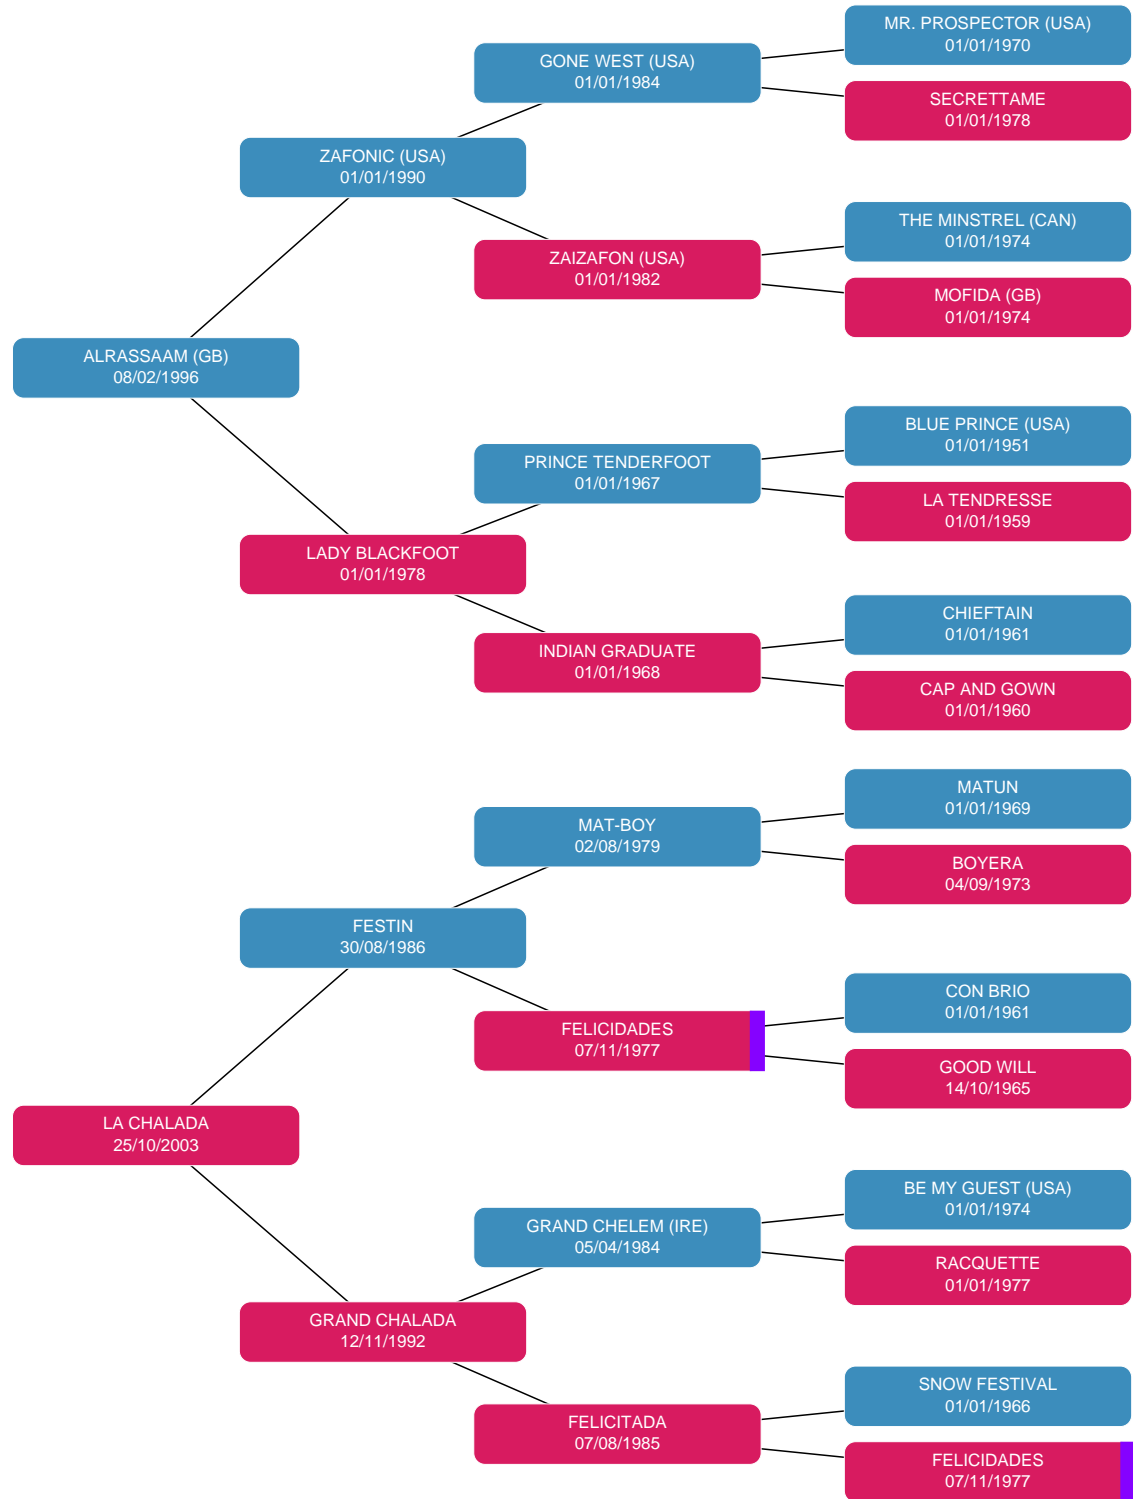 MR. PROSPECTOR (USA)
01/01/1970
GONE WEST (USA)
01/01/1984
SECRETTAME
01/01/1978
ZAFONIC (USA)
01/01/1990
THE MINSTREL (CAN)
01/01/1974
ZAIZAFON (USA)
01/01/1982
MOFIDA (GB)
01/01/1974
ALRASSAAM (GB)
08/02/1996
BLUE PRINCE (USA)
01/01/1951
PRINCE TENDERFOOT
01/01/1967
LA TENDRESSE
01/01/1959
LADY BLACKFOOT
01/01/1978
CHIEFTAIN
01/01/1961
INDIAN GRADUATE
01/01/1968
CAP AND GOWN
01/01/1960
MATUN
01/01/1969
MAT-BOY
02/08/1979
BOYERA
04/09/1973
FESTIN
30/08/1986
CON BRIO
01/01/1961
FELICIDADES
07/11/1977
GOOD WILL
14/10/1965
LA CHALADA
25/10/2003
BE MY GUEST (USA)
01/01/1974
GRAND CHELEM (IRE)
05/04/1984
RACQUETTE
01/01/1977
GRAND CHALADA
12/11/1992
SNOW FESTIVAL
01/01/1966
FELICITADA
07/08/1985
FELICIDADES
07/11/1977